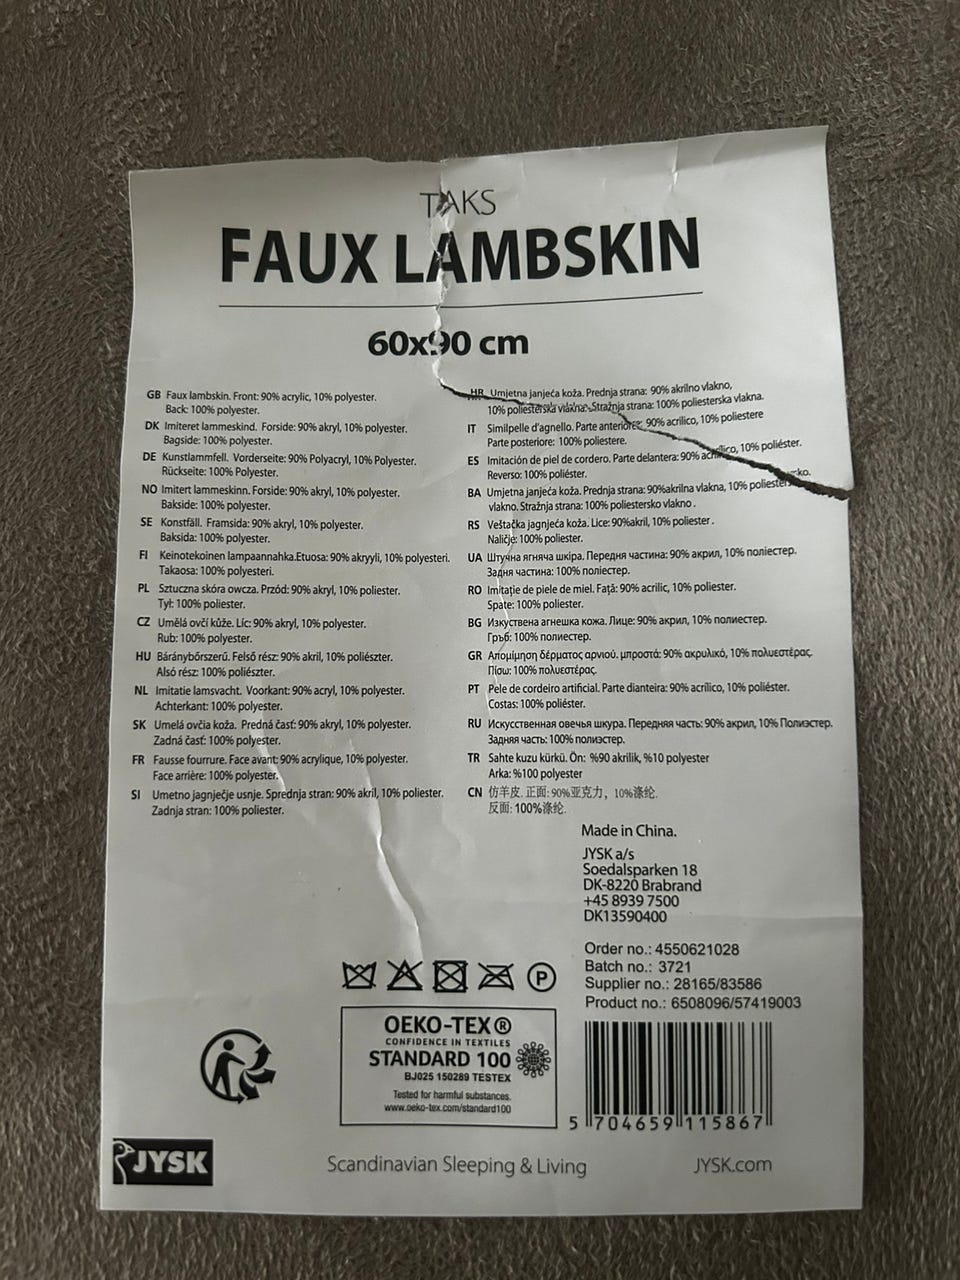 TAKS
FAUX LAMBSKIN
60x90 cm
GB Faux lambskin. Front: 90% acrylic, 10% polyester.
Back: 100% polyester.
DK Imiteret lammeskind. Forside: 90% akryl, 10% polyester.
Bagside: 100% polyester.
DE Kunstlammfell. Vorderseite: 90% Polyacryl, 10% Polyester.
Rückseite: 100% Polyester.
NO Imitert lammeskinn. Forside: 90% akryl, 10% polyester.
Bakside: 100% polyester.
SE Konstfäll. Framsida: 90% akryl, 10% polyester.
Baksida: 100% polyester.
FI Keinotekoinen lampaannahka.Etuosa: 90% akryyli, 10% polyesteri.
Takaosa: 100% polyesteri.
PL Sztuczna skóra owcza. Przód: 90% akryl, 10% poliester.
Tył: 100% poliester.
CZ Umělá ovčí kůže. Líc: 90% akryl, 10% polyester.
Rub: 100% polyester.
HU Báránybőrszerű. Felső rész: 90% akril, 10% poliészter.
Alsó rész: 100% poliészter.
NL Imitatie lamsvacht. Voorkant: 90% acryl, 10% polyester.
Achterkant: 100% polyester.
SK Umelá ovčia koža. Predná časť: 90% akryl, 10% polyester.
Zadná časť: 100% polyester.
FR Fausse fourrure. Face avant: 90% acrylique, 10% polyester.
Face arrière: 100% polyester.
SI Umetno jagnječje usnje. Sprednja stran: 90% akril, 10% poliester.
Zadnja stran: 100% poliester.
HR Umjetna janjeća koža. Prednja strana: 90% akrilno vlakno,
10% poliesterska vlakna. Stražnja strana: 100% poliesterska vlakna.
IT Similpelle d'agnello. Parte anteriore: 90% acrilico, 10% poliestere
Parte posteriore: 100% poliestere.
ES Imitación de piel de cordero. Parte delantera: 90% acrílico, 10% poliéster.
Reverso: 100% poliéster.
BA Umjetna janjeća koža. Prednja strana: 90%akrilna vlakna, 10% poliestersko.
vlakno. Stražnja strana: 100% poliestersko vlakno .
RS Veštačka jagnjeća koža. Lice: 90%akril, 10% poliester .
Naličje: 100% poliester.
UA Штучна ягняча шкіра. Передня частина: 90% акрил, 10% поліестер.
Задня частина: 100% поліестер.
RO Imitație de piele de miel. Față: 90% acrilic, 10% poliester.
Spate: 100% poliester.
BG Изкуствена агнешка кожа. Лице: 90% акрил, 10% полиестер.
Гръб: 100% полиестер.
GR Απομίμηση δέρματος αρνιού. μπροστά: 90% ακρυλικό, 10% πολυεστέρας.
Πίσω: 100% πολυεστέρας.
PT Pele de cordeiro artificial. Parte dianteira: 90% acrílico, 10% poliéster.
Costas: 100% poliéster.
RU Искусственная овечья шкура. Передняя часть: 90% акрил, 10% Полиэстер.
Задняя часть: 100% полиэстер.
TR Sahte kuzu kürkü. Ön: %90 akrilik, %10 polyester
Arka: %100 polyester
CN 仿羊皮. 正面: 90%亚克力，10%涤纶.
反面: 100%涤纶.
Made in China.
JYSK a/s
Soedalsparken 18
DK-8220 Brabrand
+45 8939 7500
DK13590400
Order no.: 4550621028
Batch no.: 3721
Supplier no.: 28165/83586
Product no.: 6508096/57419003
P
OEKO-TEX®
CONFIDENCE IN TEXTILES
STANDARD 100
BJ025 150289 TESTEX
Tested for harmful substances.
www.oeko-tex.com/standard100
5 704659 115867
JYSK
Scandinavian Sleeping & Living
JYSK.com